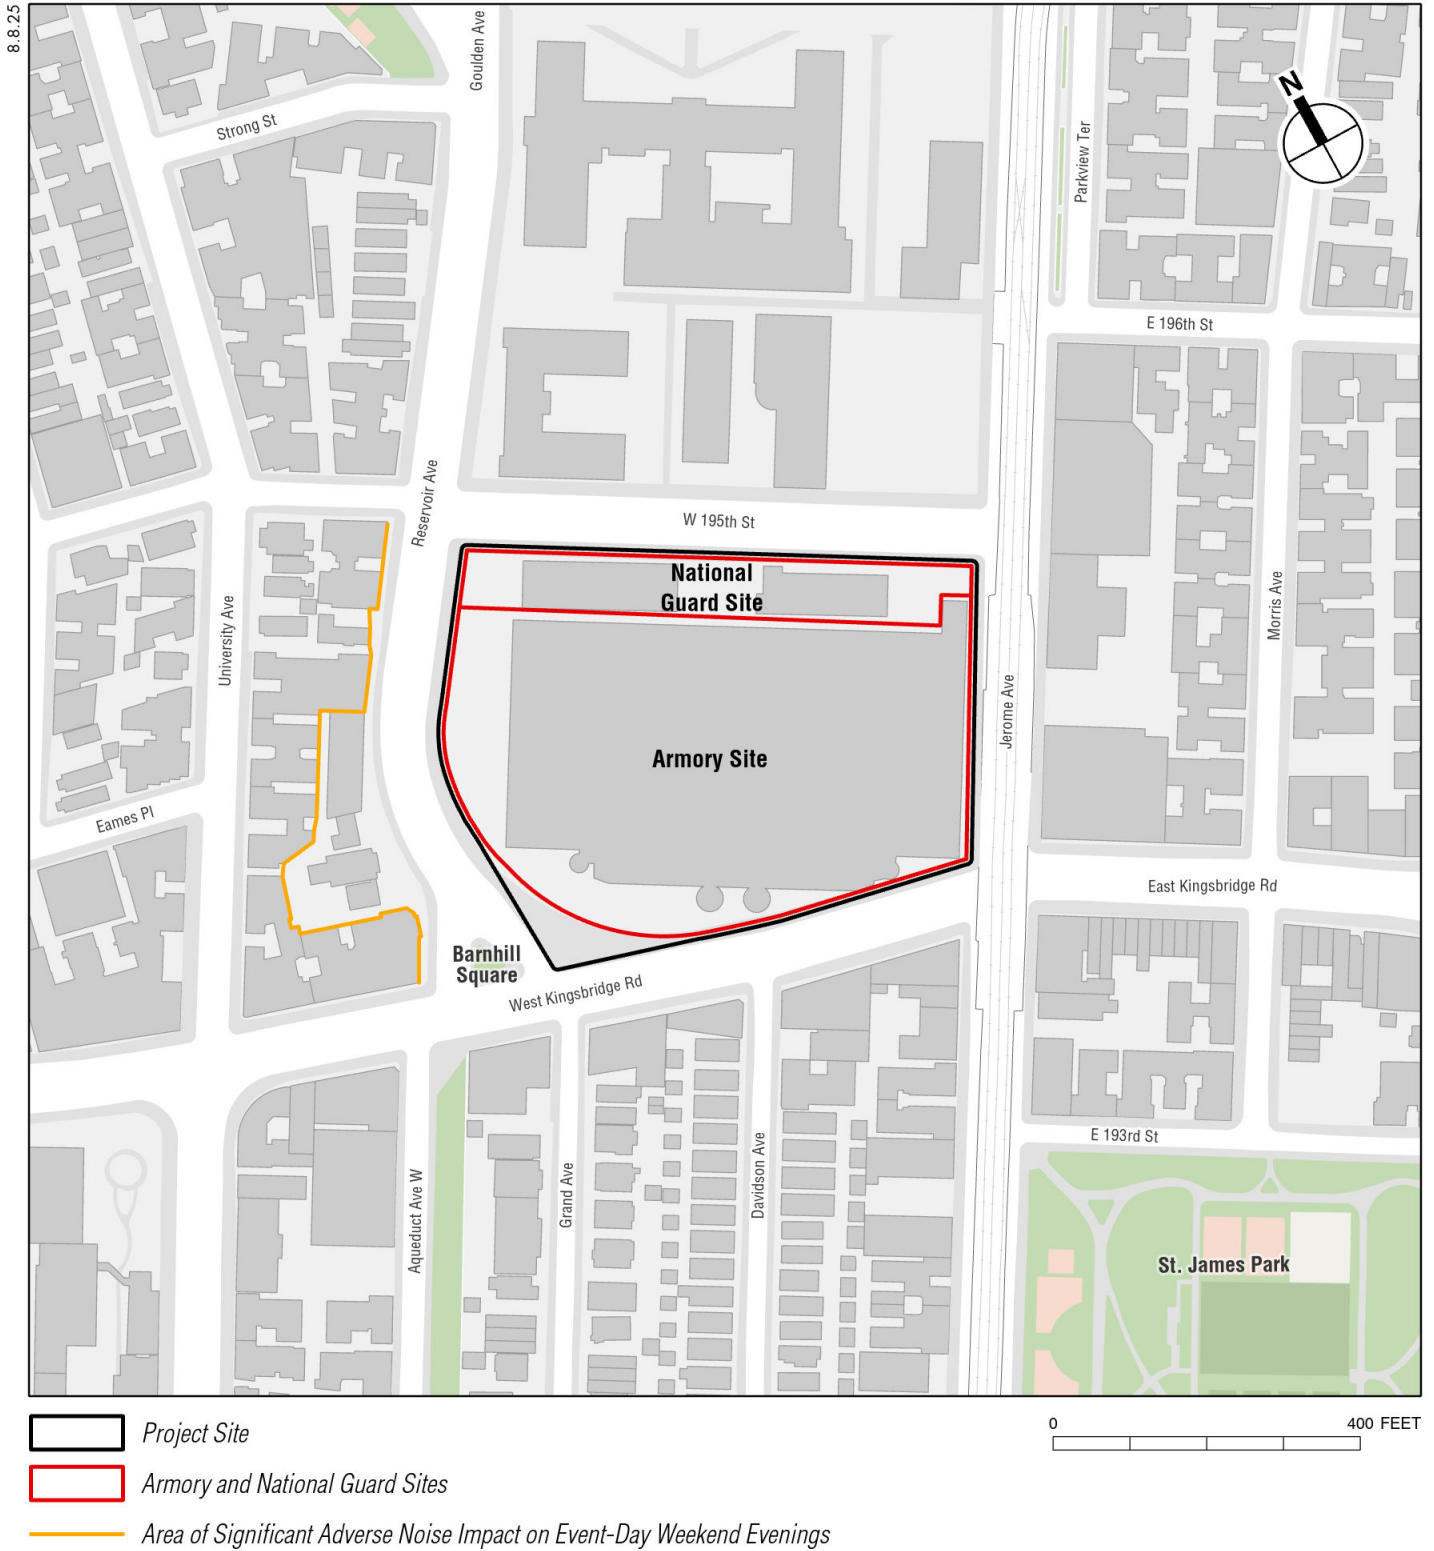 8.8.25
Goulden Ave
Strong St
N
Parkview Ter
E 196th St
Reservoir Ave
W 195th St
National
Guard Site
University Ave
Morris Ave
Jerome Ave
Armory Site
Eames Pl
East Kingsbridge Rd
Barnhill
Square
West Kingsbridge Rd
E 193rd St
Aqueduct Ave W
Grand Ave
Davidson Ave
St. James Park
0 400 FEET
Project Site
Armory and National Guard Sites
Area of Significant Adverse Noise Impact on Event-Day Weekend Evenings